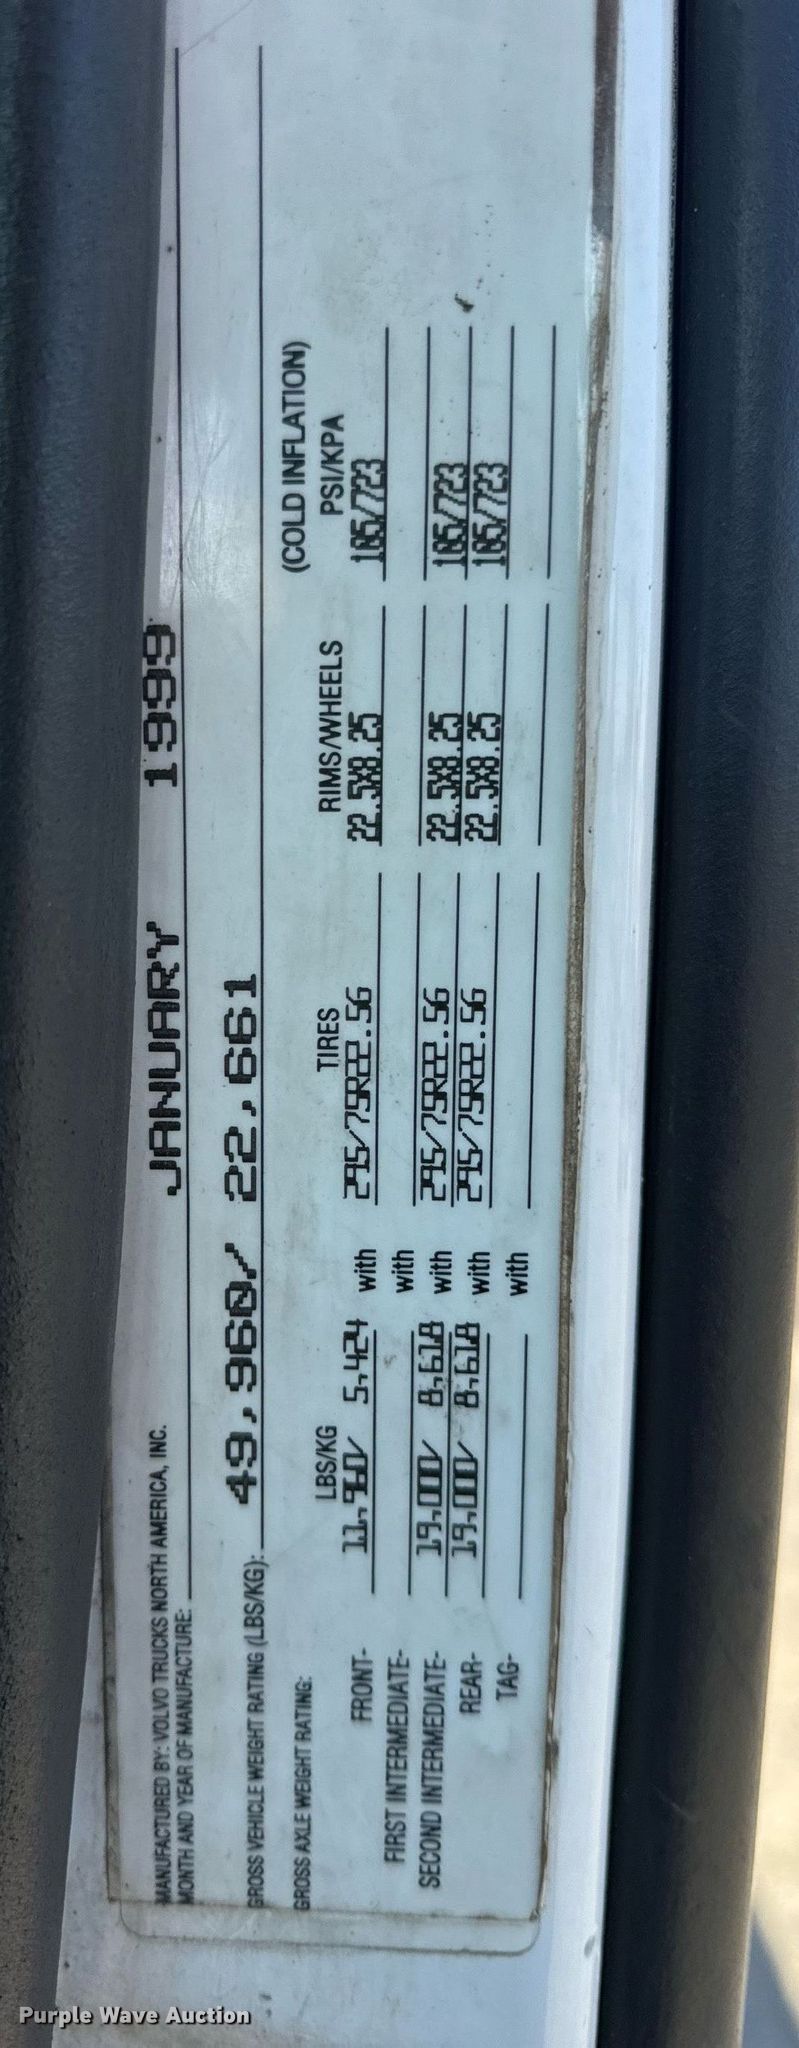 MANUFACTURED BY: VOLVO TRUCKS NORTH AMERICA, INC.
MONTH AND YEAR OF MANUFACTURE: JANUARY 1999
GROSS VEHICLE WEIGHT RATING (LBS/KG): 49,960/ 22,661
GROSS AXLE WEIGHT RATING: LBS/KG TIRES RIMS/WHEELS (COLD INFLATION) PSI/KPA
FRONT- 11,960/ 5,424 with 295/75R22.5G 22.5X8.25 105/723
FIRST INTERMEDIATE- with
SECOND INTERMEDIATE- 19,000/ 8,618 with 295/75R22.5G 22.5X8.25 105/723
REAR- 19,000/ 8,618 with 295/75R22.5G 22.5X8.25 105/723
TAG- with
Purple Wave Auction